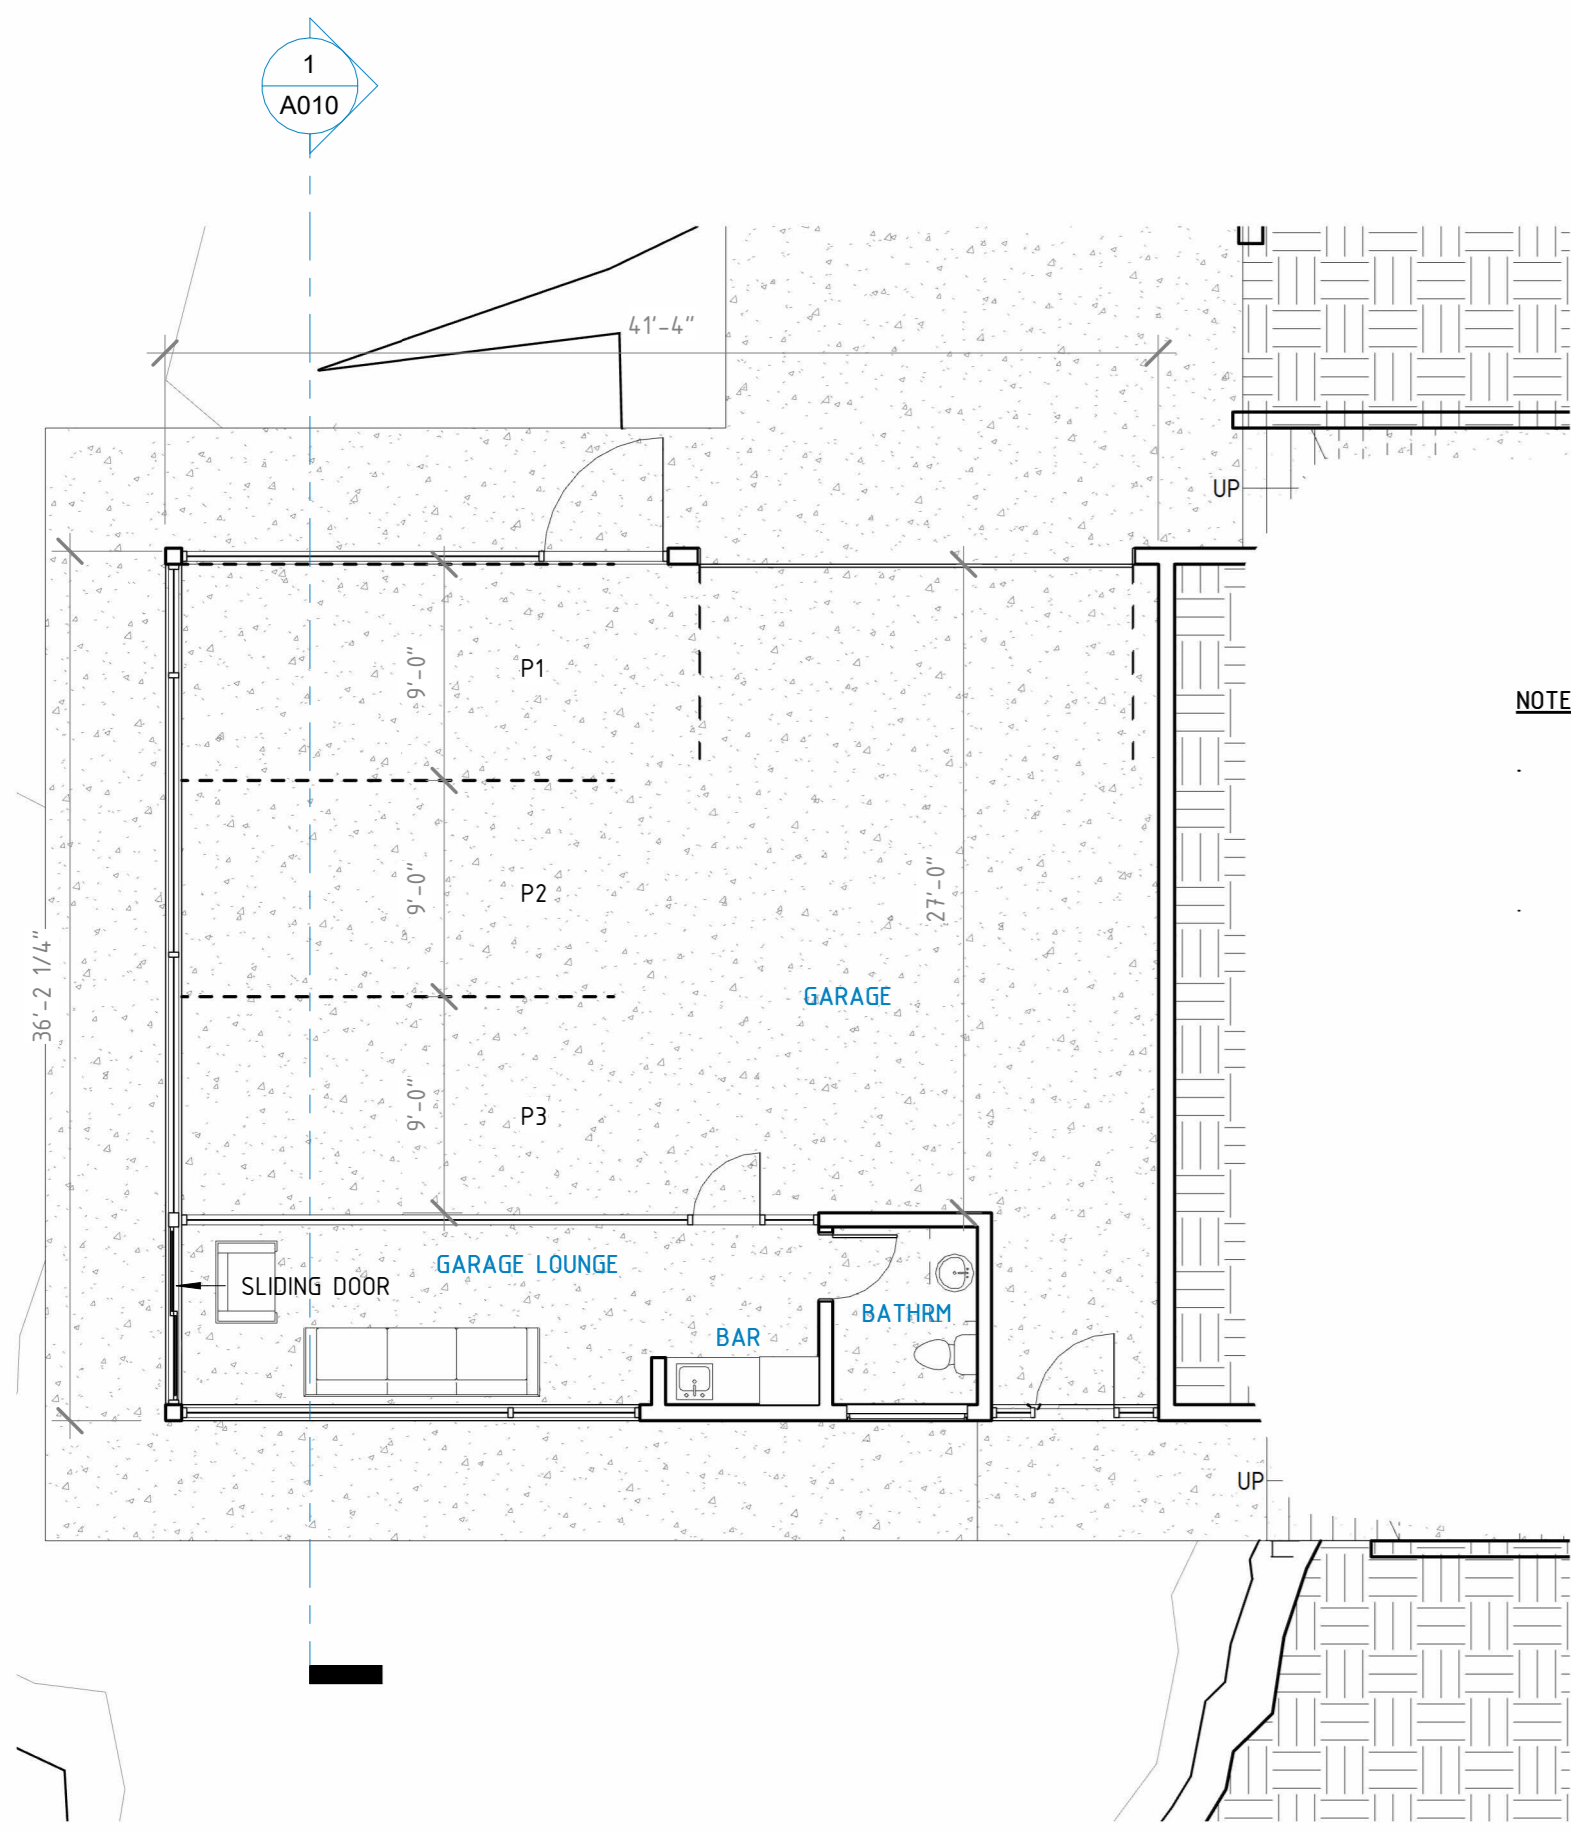 1
A010
41'-4"
UP
9'-0"
P1
NOTE
9'-0"
P2
27'-0"
36'-2 1/4"
GARAGE
9'-0"
P3
GARAGE LOUNGE
SLIDING DOOR
BATHRM
BAR
UP